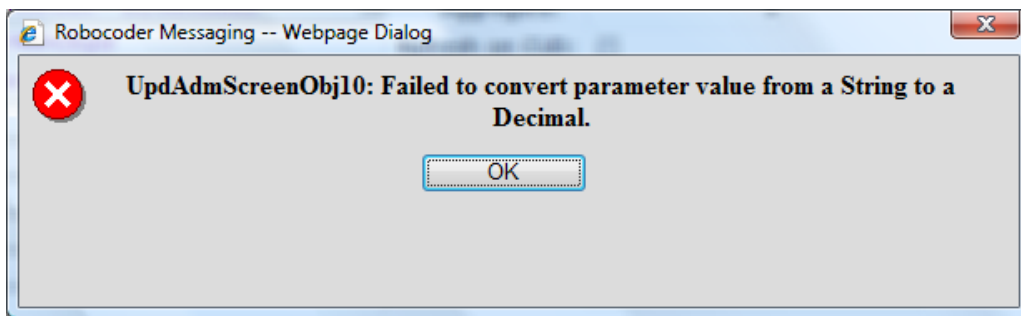 Robocoder Messaging -- Webpage Dialog
UpdAdmScreenObj10: Failed to convert parameter value from a String to a
Decimal.
OK